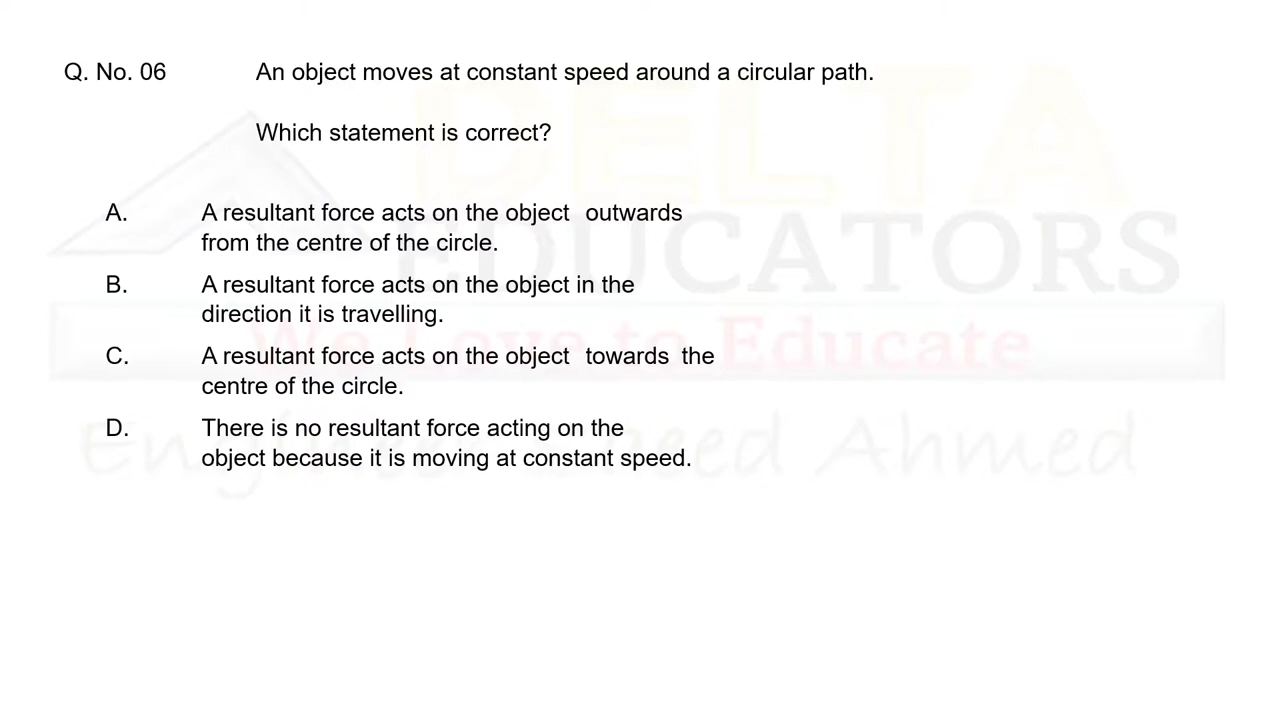 Q. No. 06 An object moves at constant speed around a circular path.
Which statement is correct?
A. A resultant force acts on the object outwards
from the centre of the circle.
B. A resultant force acts on the object in the
direction it is travelling.
C. A resultant force acts on the object towards the
centre of the circle.
D. There is no resultant force acting on the
object because it is moving at constant speed.
DELTA
EDUCATORS
We Love to Educate
Ahmed